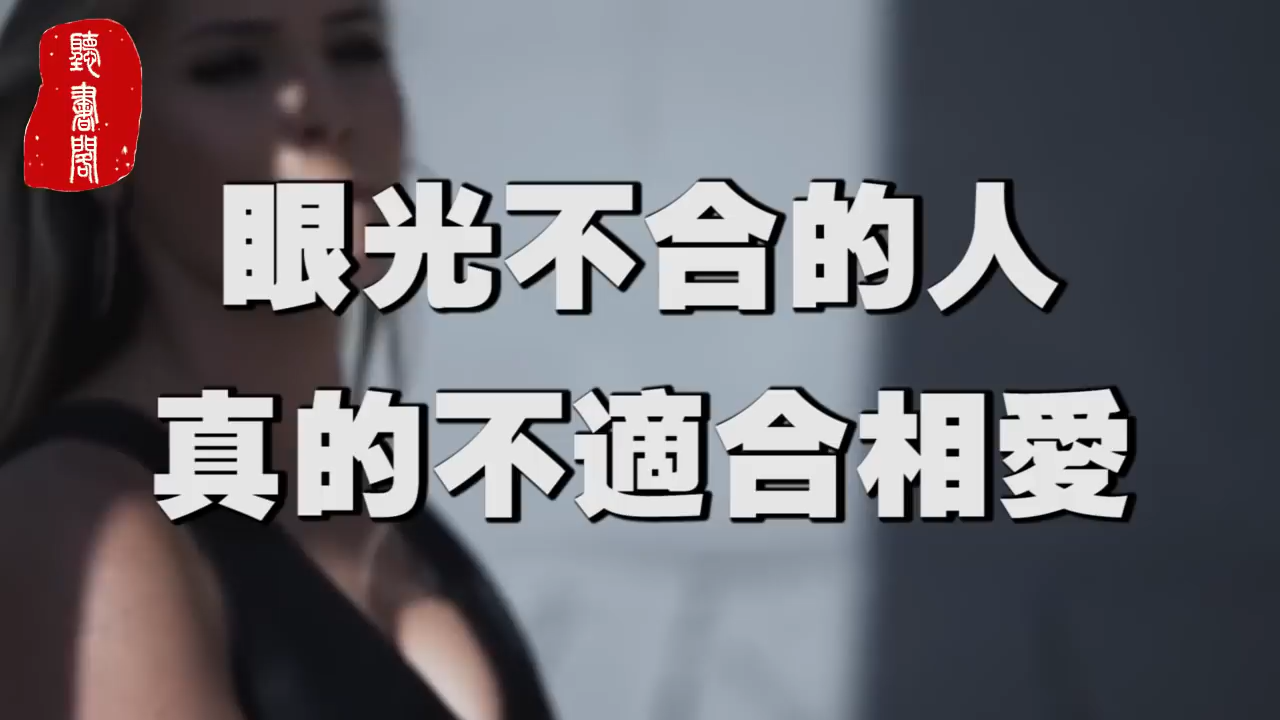 聽書閣
眼光不合的人
真的不適合相愛